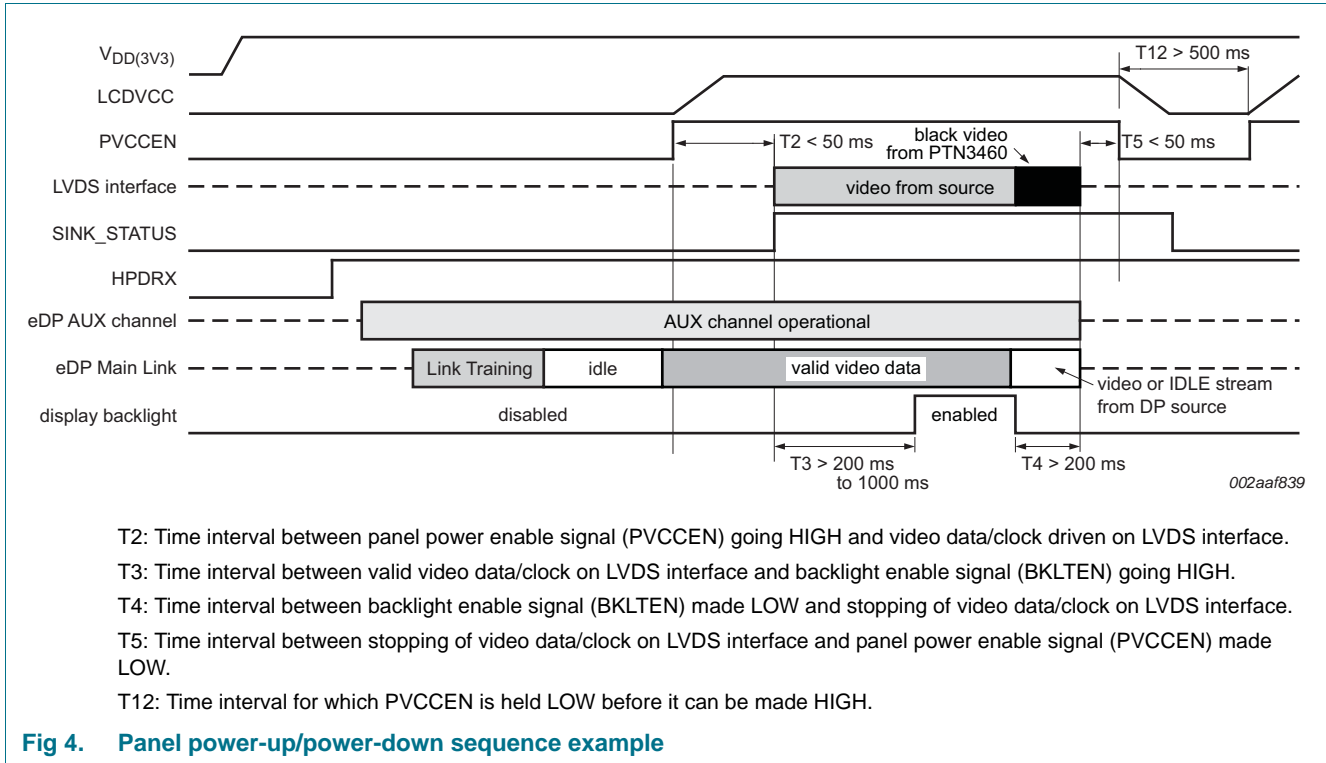 VDD(3V3)
T12 > 500 ms
LCDVCC
PVCCEN
T2 < 50 ms
black video
from PTN3460
T5 < 50 ms
LVDS interface
video from source
SINK_STATUS
HPDRX
eDP AUX channel
AUX channel operational
eDP Main Link
Link Training
idle
valid video data
video or IDLE stream
from DP source
display backlight
disabled
enabled
T3 > 200 ms
to 1000 ms
T4 > 200 ms
002aaf839
T2: Time interval between panel power enable signal (PVCCEN) going HIGH and video data/clock driven on LVDS interface.
T3: Time interval between valid video data/clock on LVDS interface and backlight enable signal (BKLTEN) going HIGH.
T4: Time interval between backlight enable signal (BKLTEN) made LOW and stopping of video data/clock on LVDS interface.
T5: Time interval between stopping of video data/clock on LVDS interface and panel power enable signal (PVCCEN) made
LOW.
T12: Time interval for which PVCCEN is held LOW before it can be made HIGH.
Fig 4. Panel power-up/power-down sequence example